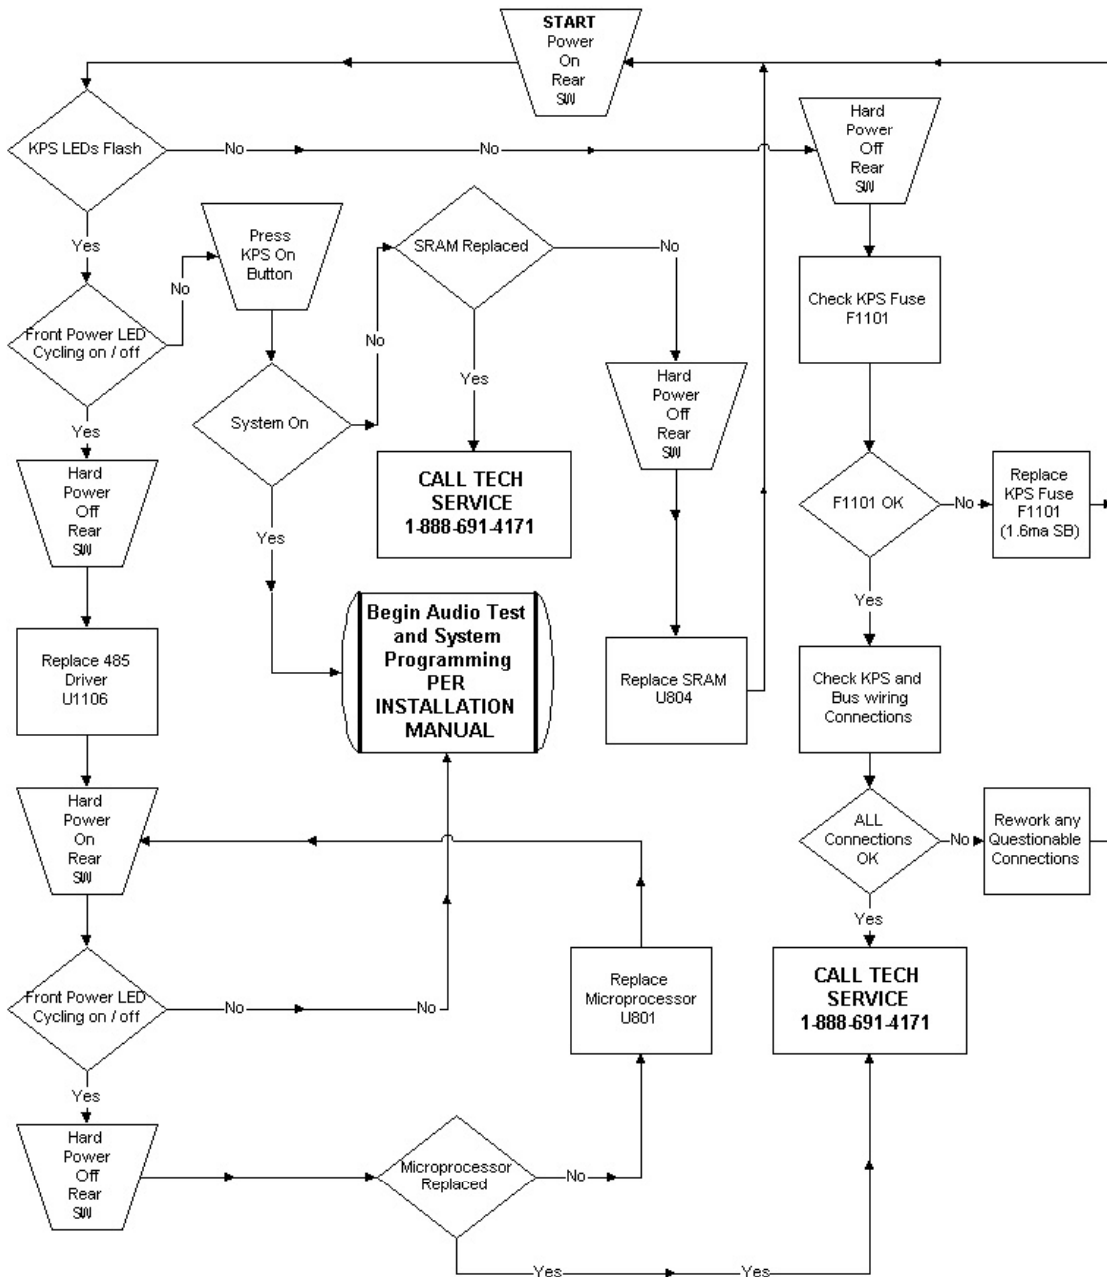 START
Power
On
Rear
SW
KPS LEDs Flash
No
No
Hard
Power
Off
Rear
SW
Yes
Press
KPS On
Button
No
SRAM Replaced
No
Check KPS Fuse
F1101
Front Power LED
Cycling on / off
No
System On
Yes
Hard
Power
Off
Rear
SW
Yes
Hard
Power
Off
Rear
SW
CALL TECH
SERVICE
1-888-691-4171
F1101 OK
No
Replace
KPS Fuse
F1101
(1.6ma SB)
Yes
Yes
Begin Audio Test
and System
Programming
PER
INSTALLATION
MANUAL
Replace 485
Driver
U1106
Replace SRAM
U804
Check KPS and
Bus wiring
Connections
Hard
Power
On
Rear
SW
ALL
Connections
OK
No
Rework any
Questionable
Connections
Yes
Front Power LED
Cycling on / off
No
No
Replace
Microprocessor
U801
CALL TECH
SERVICE
1-888-691-4171
Yes
Hard
Power
Off
Rear
SW
Microprocessor
Replaced
No
Yes
Yes